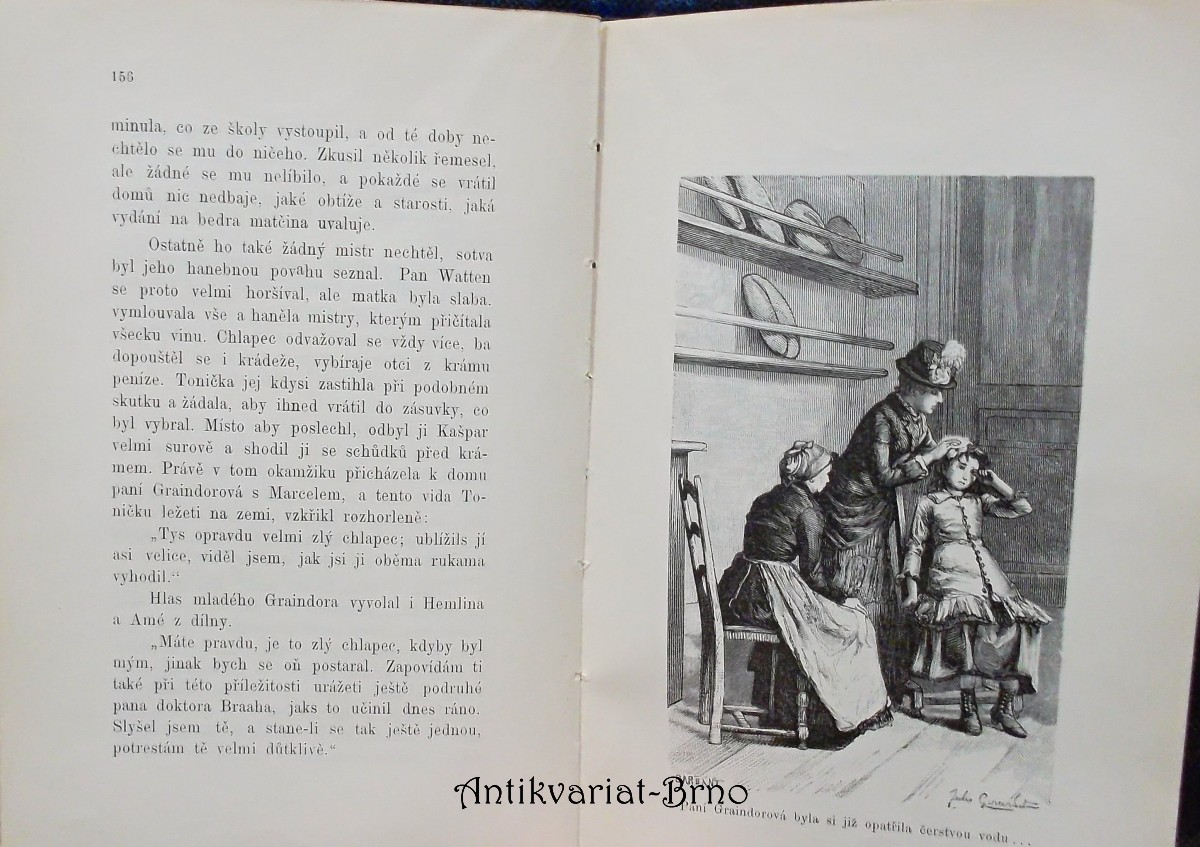 156
minula, co ze školy vystoupil, a od té doby ne-
chtělo se mu do ničeho. Zkusil několik řemesel,
ale žádné se mu nelíbilo, a pokaždé se vrátil
domů nic nedbaje, jaké obtíže a starosti, jaká
vydání na bedra matčina uvaluje.
Ostatně ho také žádný mistr nechtěl, sotva
byl jeho hanebnou povahu seznal. Pan Watten
se proto velmi horšíval, ale matka byla slaba.
vymlouvala vše a haněla mistry, kterým přičítala
všecku vinu. Chlapec odvažoval se vždy více, ba
dopouštěl se i krádeže, vybíraje otci z krámu
peníze. Tonička jej kdysi zastihla při podobném
skutku a žádala, aby ihned vrátil do zásuvky, co
byl vybral. Místo aby poslechl, odbyl ji Kašpar
velmi surově a shodil ji se schůdků před krá-
mem. Právě v tom okamžiku přicházela k domu
paní Graindorová s Marcelem, a tento vida To-
ničku ležeti na zemi, vzkřikl rozhorleně:
„Tys opravdu velmi zlý chlapec; ublížils jí
asi velice, viděl jsem, jak jsi ji oběma rukama
vyhodil.“
Hlas mladého Graindora vyvolal i Hemlina
a Amé z dílny.
„Máte pravdu, je to zlý chlapec, kdyby byl
mým, jinak bych se oň postaral. Zapovídám ti
také při této příležitosti urážeti ještě podruhé
pana doktora Braaha, jaks to učinil dnes ráno.
Slyšel jsem tě, a stane-li se tak ještě jednou,
potrestám tě velmi důtklivě.“
Paní Graindorová byla si již opatřila čerstvou vodu...
Antikvariat-Brno